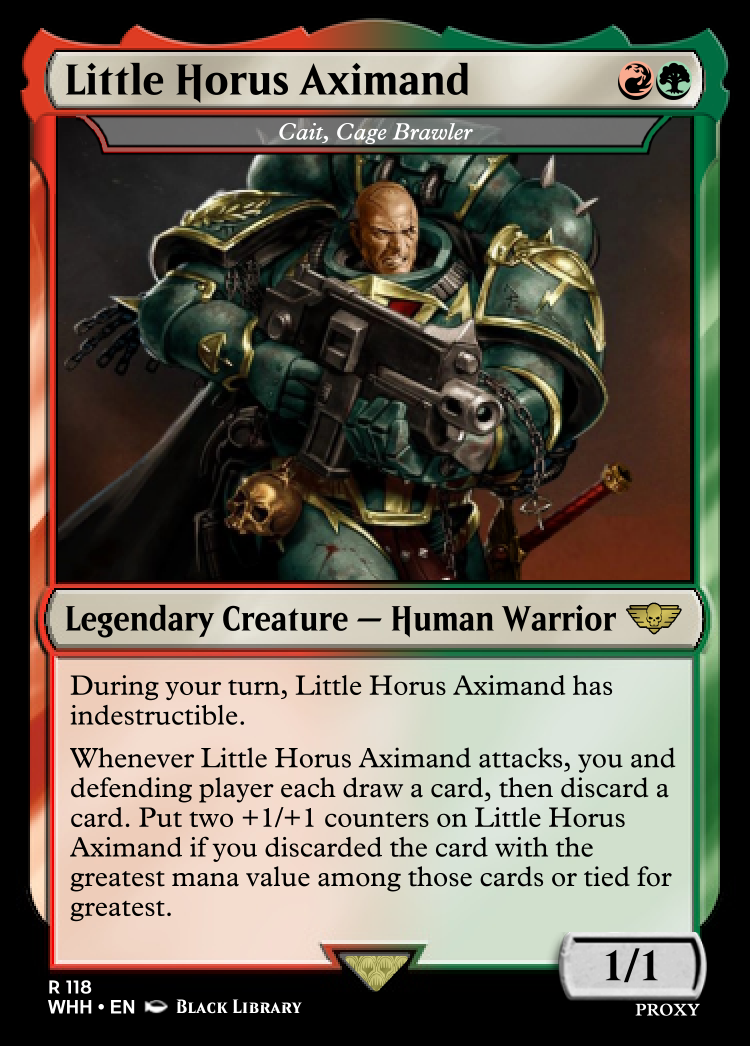 Little Horus Aximand
Cait, Cage Brawler
Legendary Creature — Human Warrior
During your turn, Little Horus Aximand has
indestructible.
Whenever Little Horus Aximand attacks, you and
defending player each draw a card, then discard a
card. Put two +1/+1 counters on Little Horus
Aximand if you discarded the card with the
greatest mana value among those cards or tied for
greatest.
1/1
R 118
WHH • EN BLACK LIBRARY
PROXY